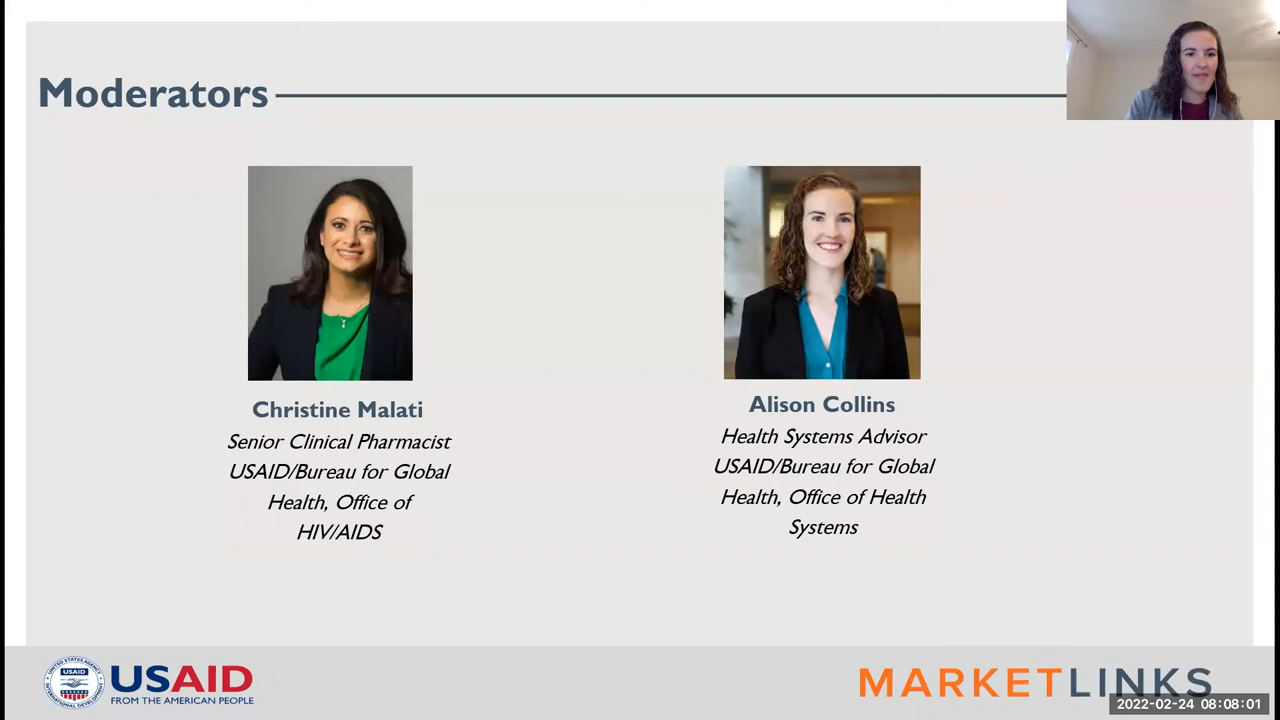 Moderators
Christine Malati
Senior Clinical Pharmacist
USAID/Bureau for Global
Health, Office of
HIV/AIDS
Alison Collins
Health Systems Advisor
USAID/Bureau for Global
Health, Office of Health
Systems
USAID
USAID
FROM THE AMERICAN PEOPLE
MARKETLINKS
2022-02-24 08:08:01